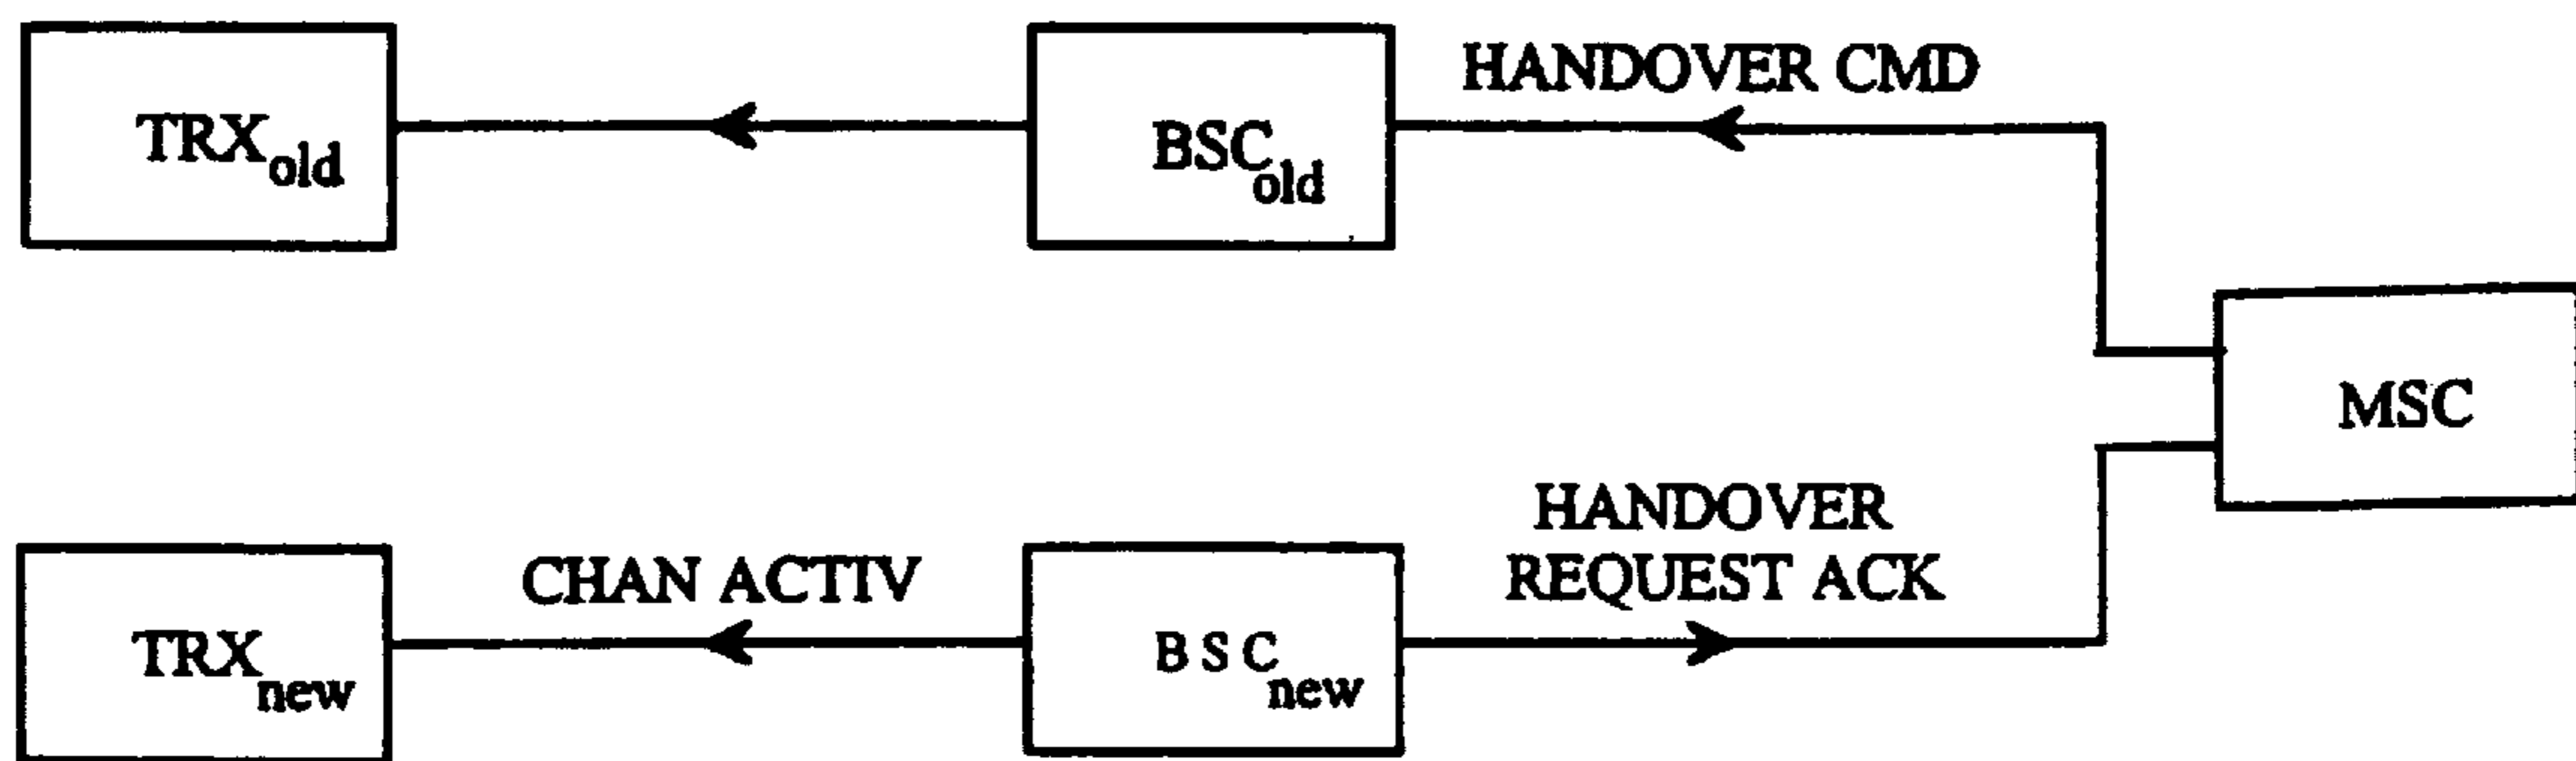 HANDOVER CMD
TRXold
BSCold
MSC
HANDOVER
REQUEST ACK
CHAN ACTIV
TRXnew
BSCnew